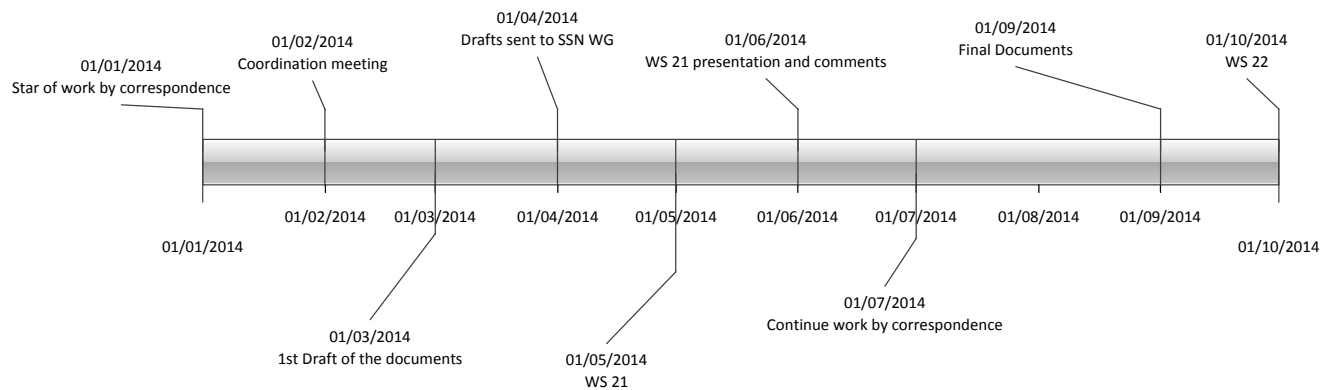 01/04/2014
Drafts sent to SSN WG
01/09/2014
Final Documents
01/02/2014
Coordination meeting
01/06/2014
WS 21 presentation and comments
01/10/2014
WS 22
01/01/2014
Star of work by correspondence
01/02/2014
01/03/2014
01/04/2014
01/05/2014
01/06/2014
01/07/2014
01/08/2014
01/09/2014
01/01/2014
01/10/2014
01/03/2014
1st Draft of the documents
01/05/2014
WS 21
01/07/2014
Continue work by correspondence